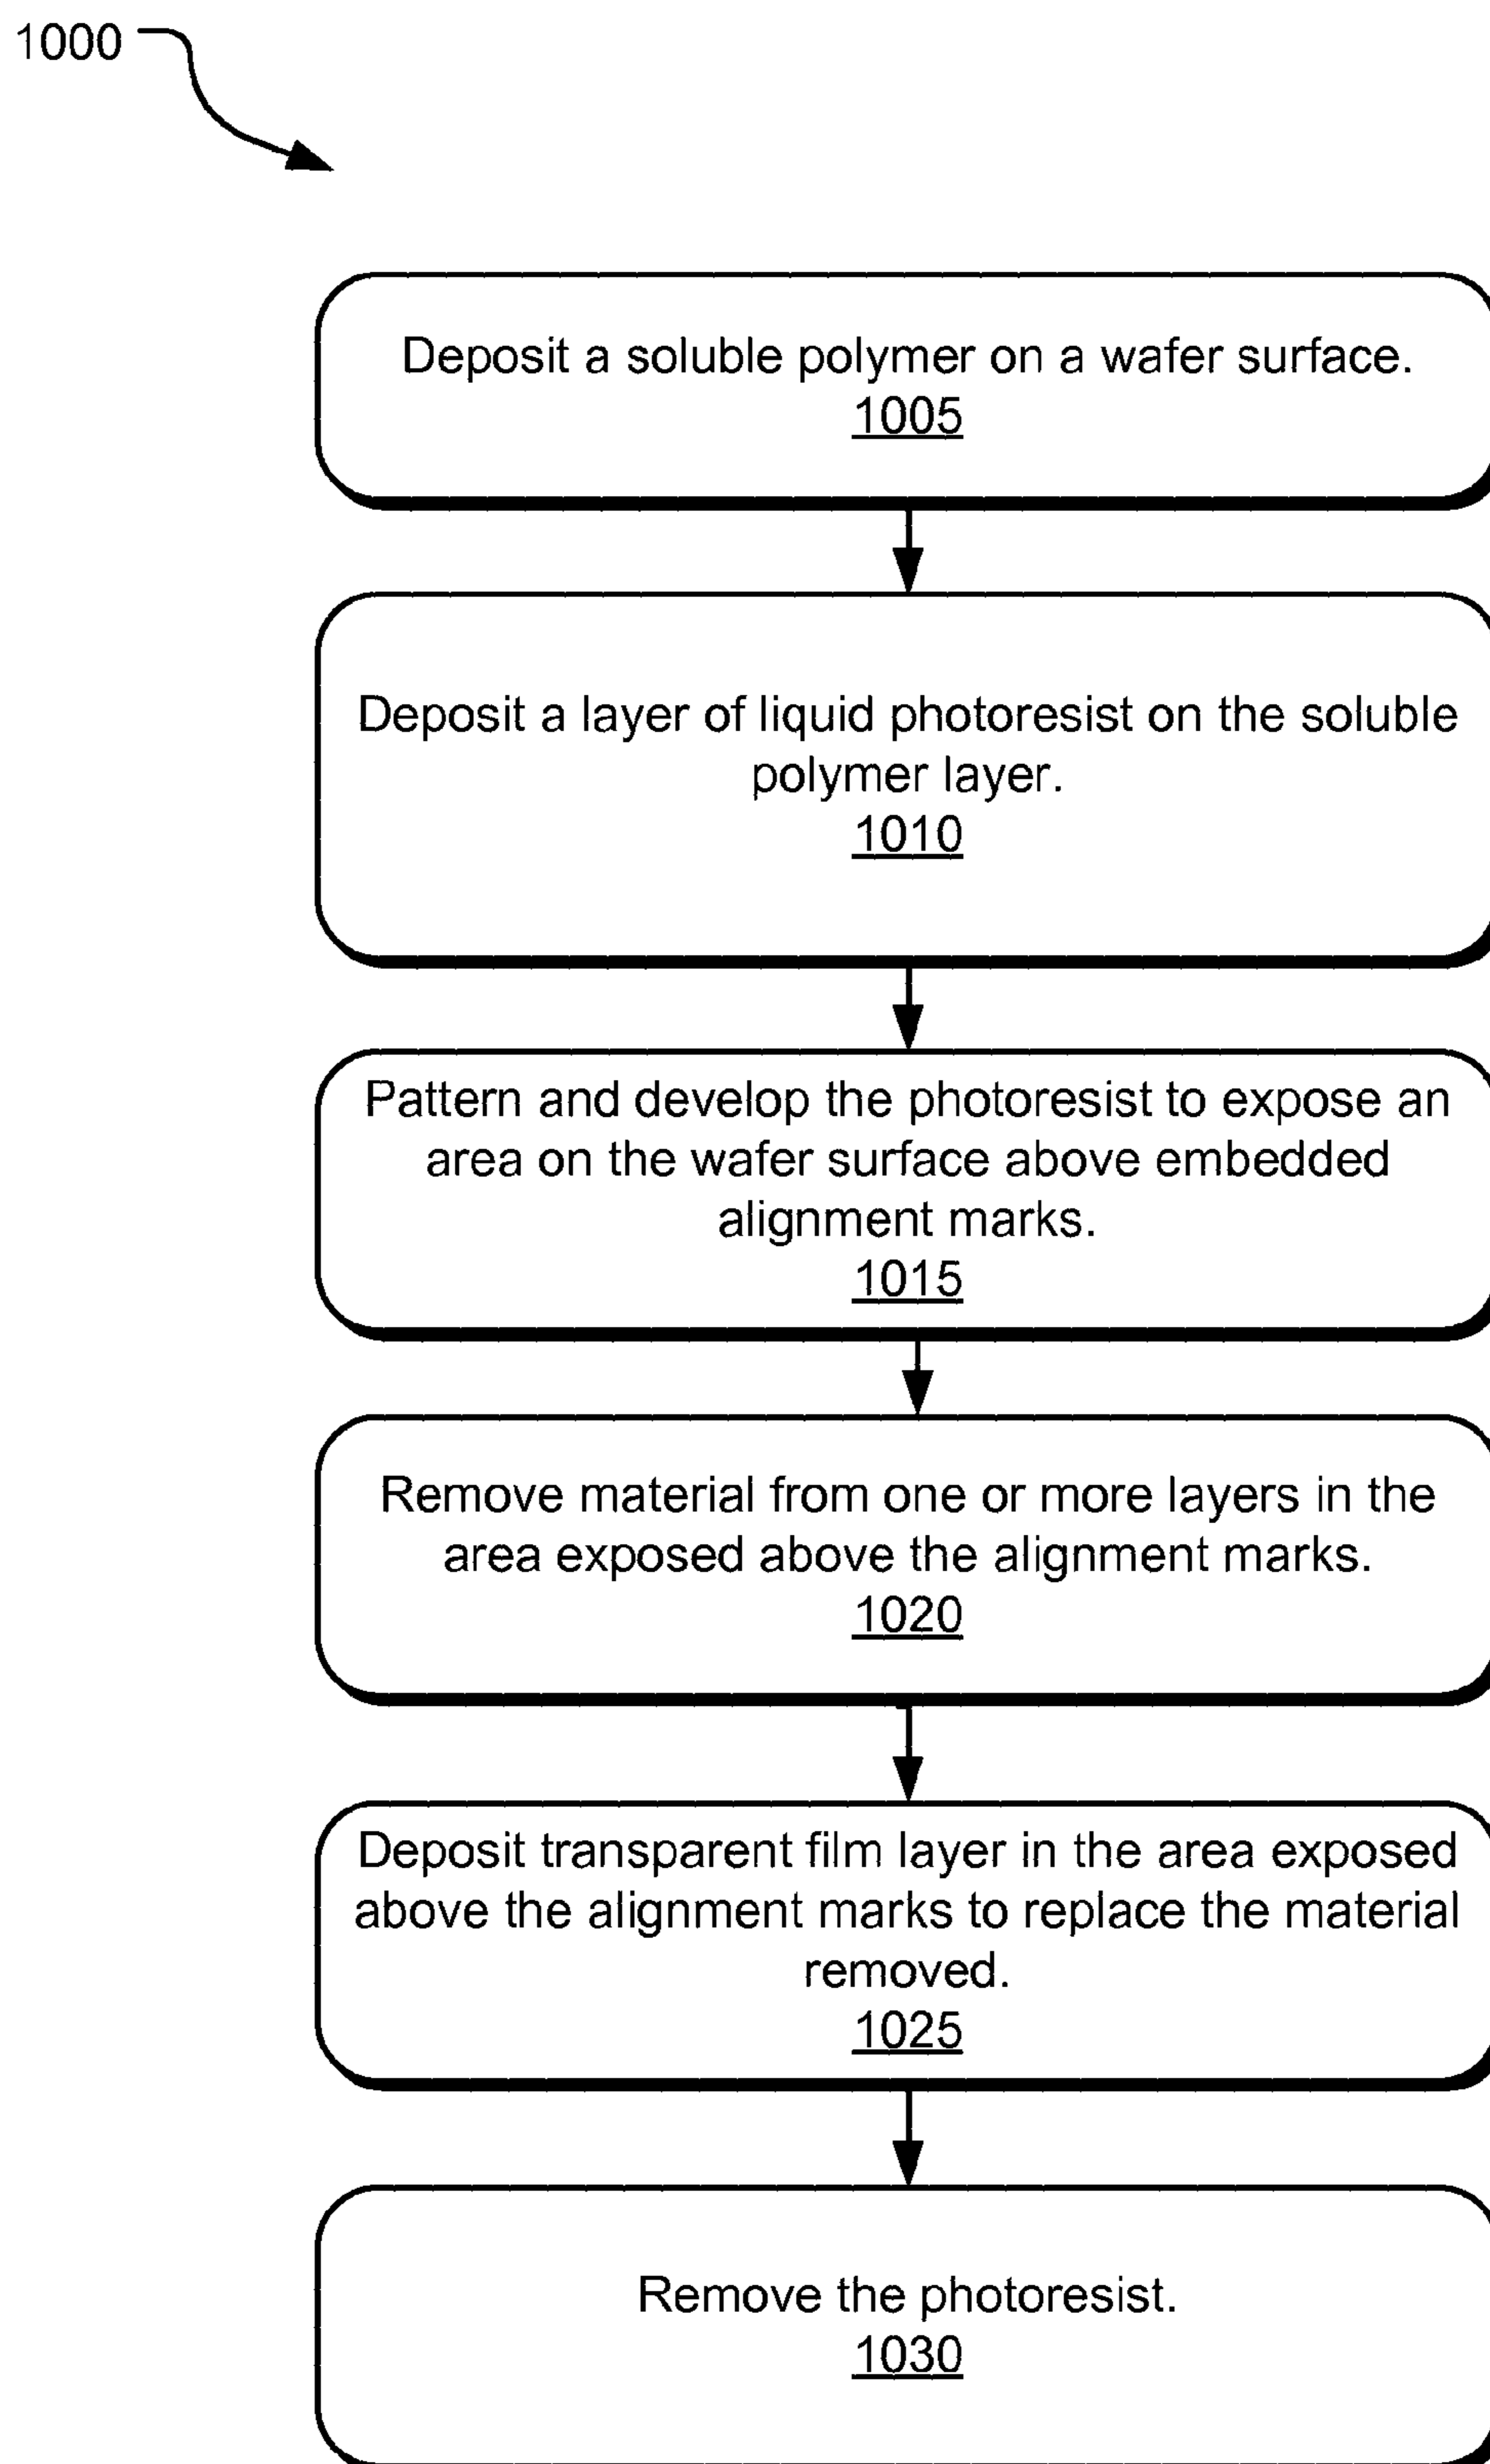 1000
Deposit a soluble polymer on a wafer surface.
1005
Deposit a layer of liquid photoresist on the soluble
polymer layer.
1010
Pattern and develop the photoresist to expose an
area on the wafer surface above embedded
alignment marks.
1015
Remove material from one or more layers in the
area exposed above the alignment marks.
1020
Deposit transparent film layer in the area exposed
above the alignment marks to replace the material
removed.
1025
Remove the photoresist.
1030